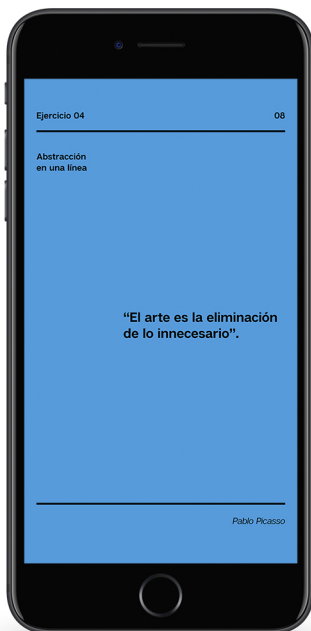 Ejercicio 04 08
Abstracción
en una línea
“El arte es la eliminación
de lo innecesario”.
Pablo Picasso